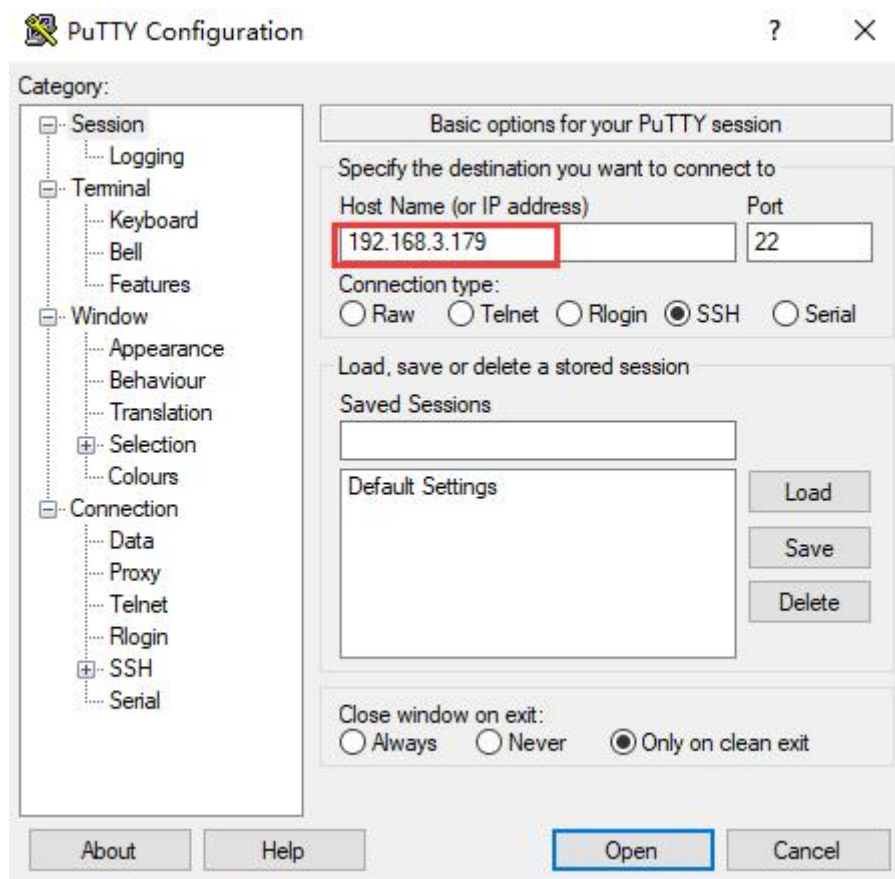 PuTTY Configuration
?
Category:
Session
Logging
Terminal
Keyboard
Bell
Features
Window
Appearance
Behaviour
Translation
Selection
Colours
Connection
Data
Proxy
Telnet
Rlogin
SSH
Serial
Basic options for your PuTTY session
Specify the destination you want to connect to
Host Name (or IP address) Port
192.168.3.179 22
Connection type:
Raw Telnet Rlogin SSH Serial
Load, save or delete a stored session
Saved Sessions
Default Settings
Load
Save
Delete
Close window on exit:
Always Never Only on clean exit
About Help Open Cancel